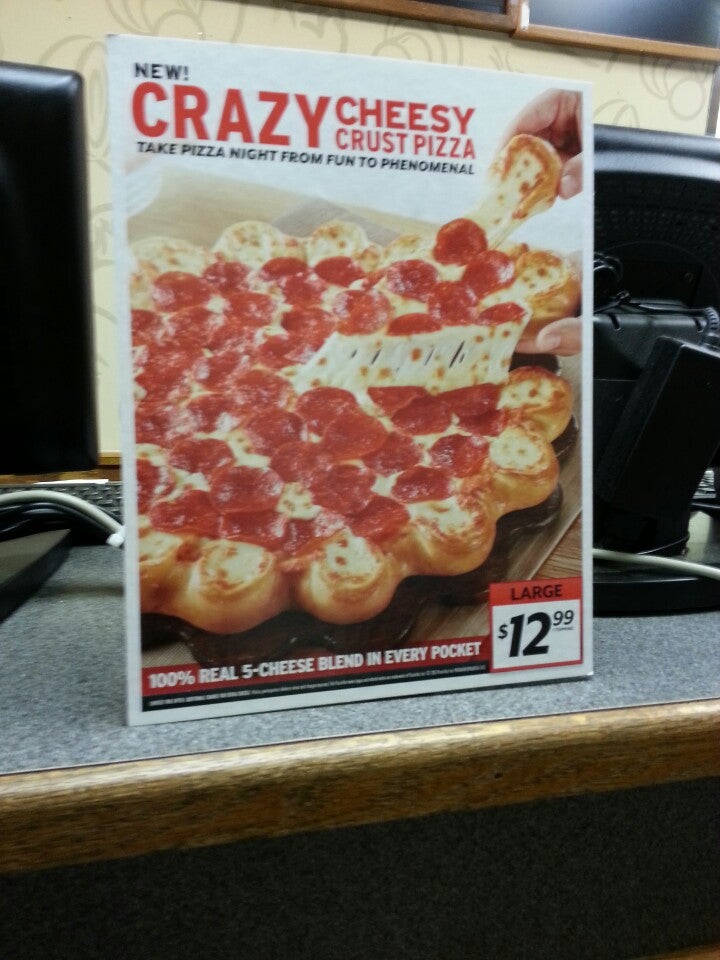 NEW!
CRAZY CHEESY
CRUST PIZZA
TAKE PIZZA NIGHT FROM FUN TO PHENOMENAL
LARGE
$12.99
100% REAL 5-CHEESE BLEND IN EVERY POCKET